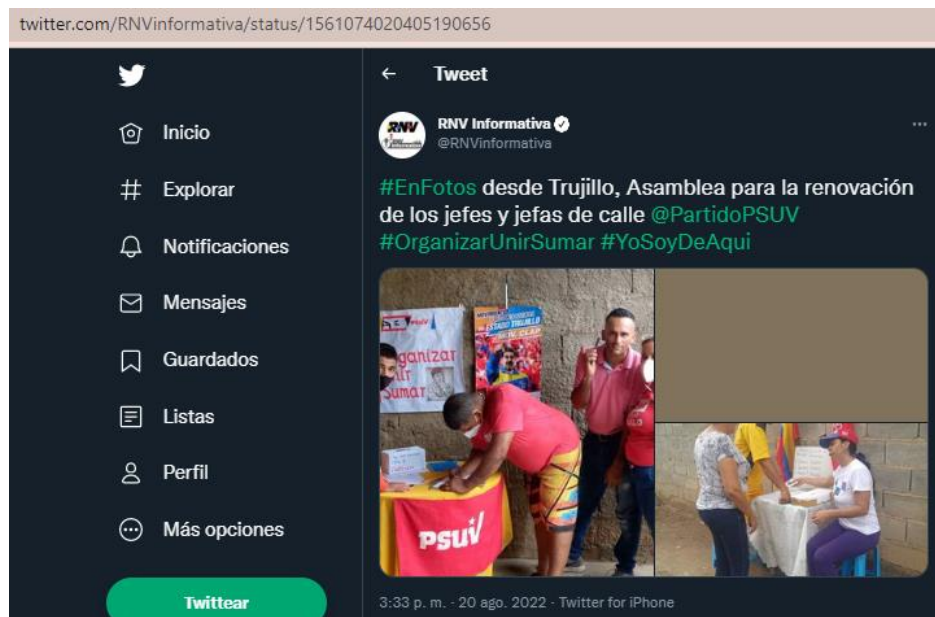 twitter.com/RNVinformativa/status/1561074020405190656
Inicio
Explorar
Notificaciones
Mensajes
Guardados
Listas
Perfil
Más opciones
Twittear
Tweet
RNV
RNV Informativa
@RNVinformativa
#EnFotos desde Trujillo, Asamblea para la renovación
de los jefes y jefas de calle @PartidoPSUV
#OrganizarUnirSumar #YoSoyDeAqui
PSUV
ganizar
Sumar
ESTADO TRUJILLO
PSUV
3:33 p. m. · 20 ago. 2022 · Twitter for iPhone